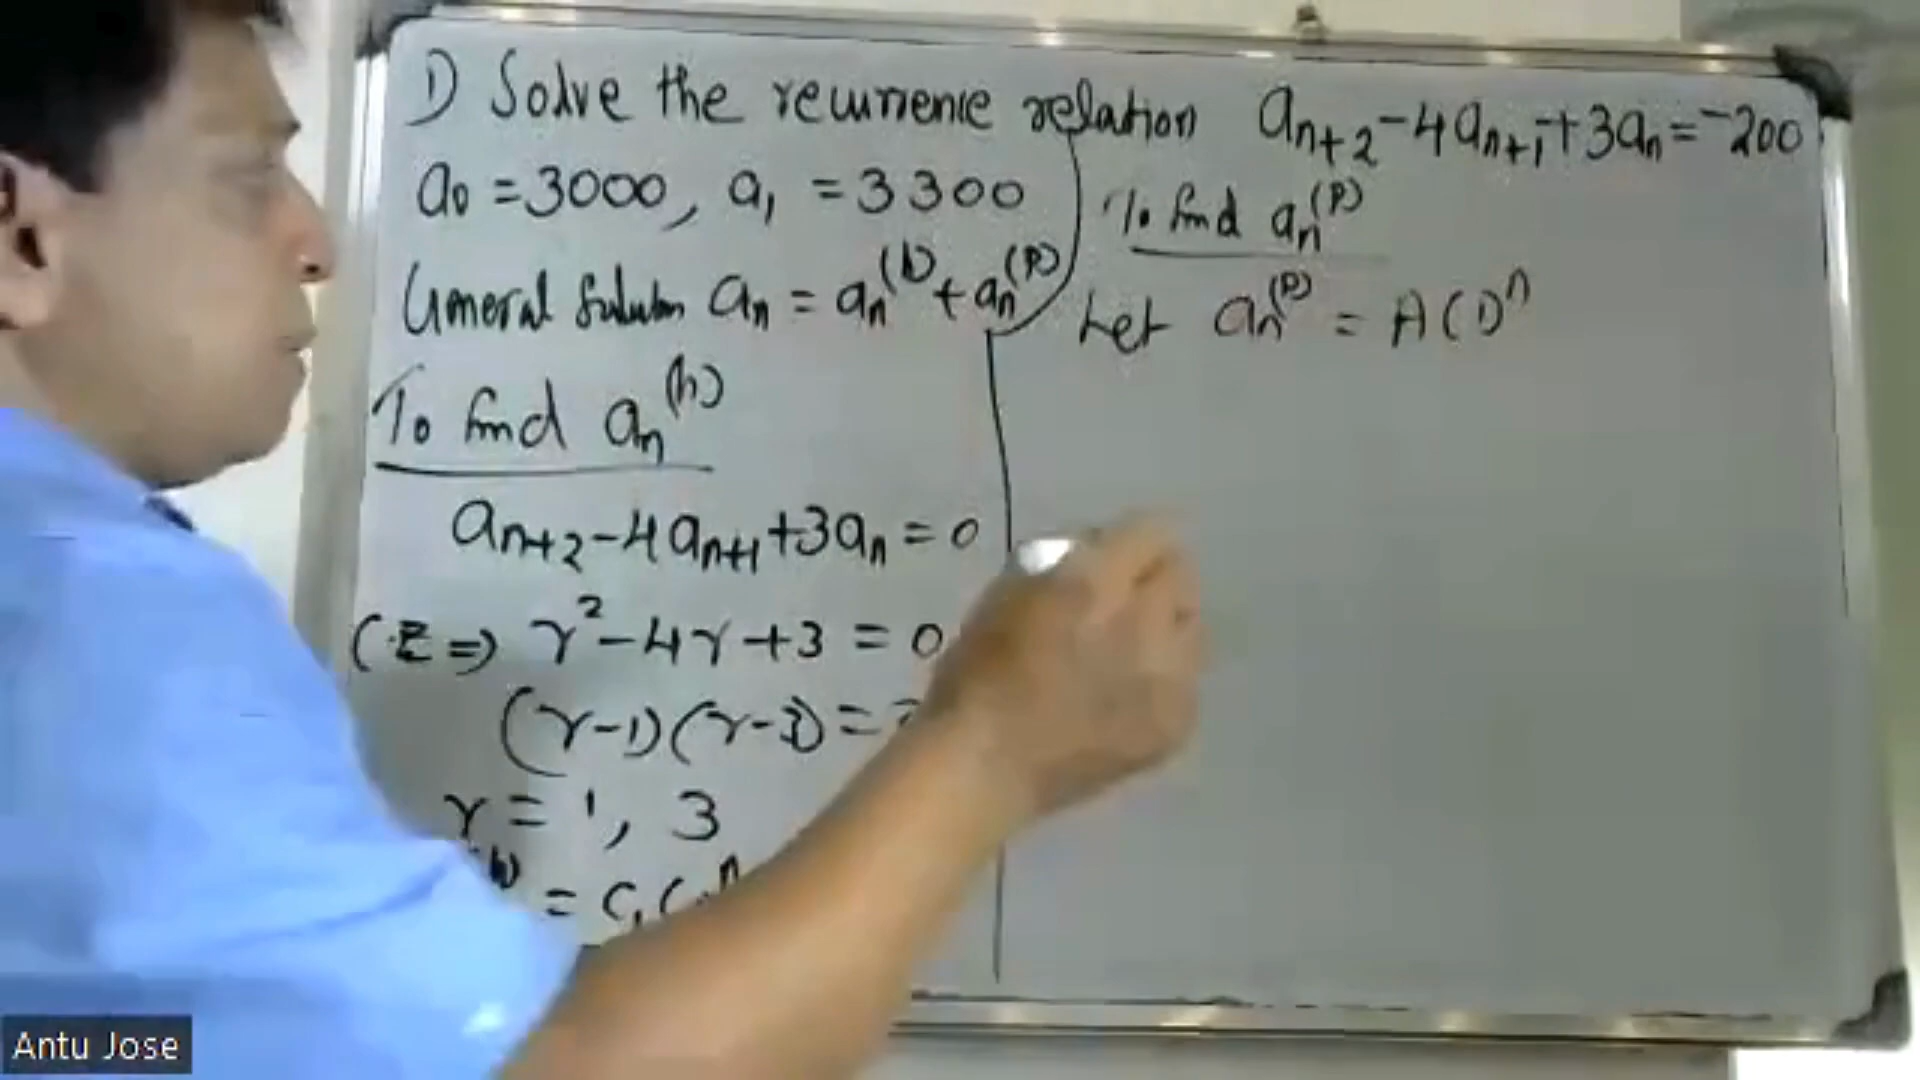 1) Solve the recurrence relation aₙ₊₂ - 4aₙ₊₁ + 3aₙ = -200
a₀ = 3000, a₁ = 3300
General Solution aₙ = aₙ⁽ʰ⁾ + aₙ⁽ᵖ⁾
To find aₙ⁽ʰ⁾
aₙ₊₂ - 4aₙ₊₁ + 3aₙ = 0
C.E ⇒ r² - 4r + 3 = 0
(r-1)(r-3) =
r = 1, 3
⁽ʰ⁾ = C₁(
To find aₙ⁽ᵖ⁾
Let aₙ⁽ᵖ⁾ = A(1)ⁿ
Antu Jose